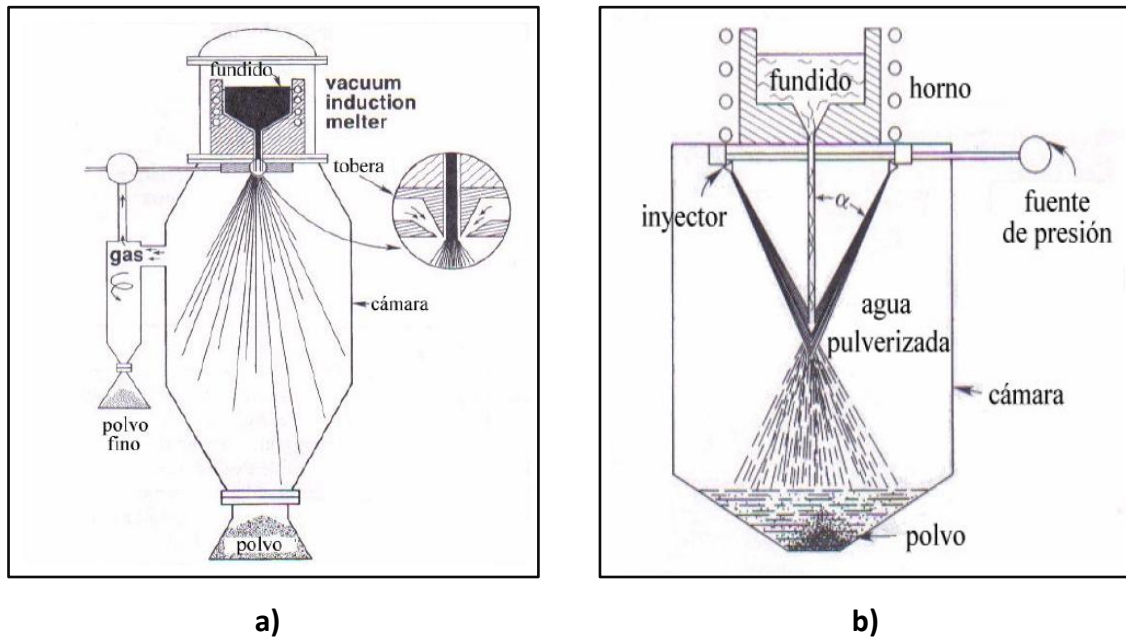 fundido
vacuum
induction
melter
tobera
gas
cámara
polvo
fino
polvo
a)
fundido
horno
α
inyector
fuente
de presión
agua
pulverizada
cámara
polvo
b)